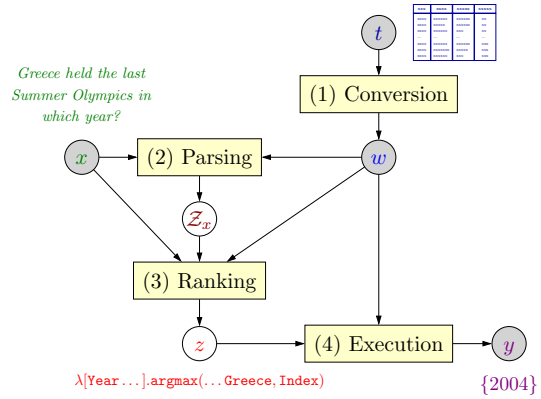 t
(1) Conversion
Greece held the last
Summer Olympics in
which year?
x
(2) Parsing
w
𝒵ₓ
(3) Ranking
z
(4) Execution
y
λ[Year ...].argmax(...Greece, Index)
{2004}